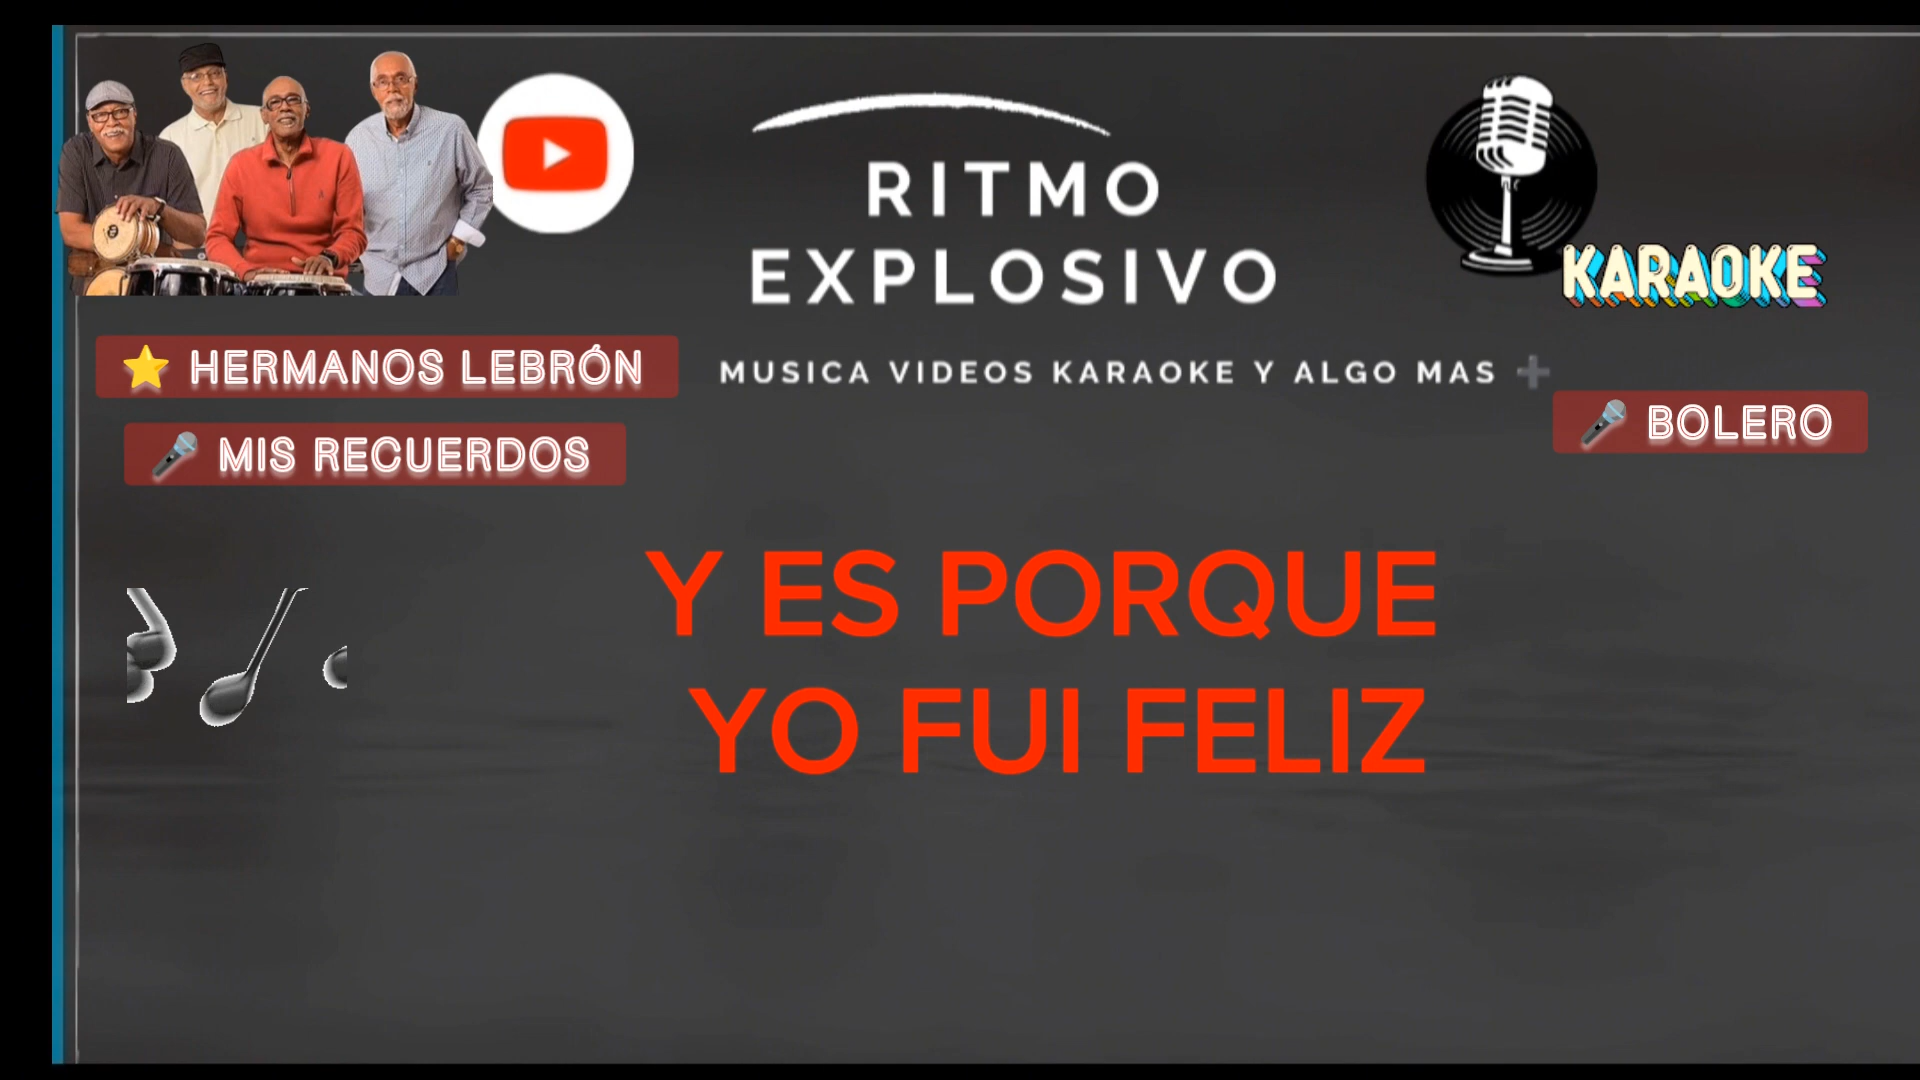 RITMO
EXPLOSIVO
KARAOKE
⭐ HERMANOS LEBRÓN
MUSICA VIDEOS KARAOKE Y ALGO MAS ➕
🎤 BOLERO
🎤 MIS RECUERDOS
Y ES PORQUE
YO FUI FELIZ